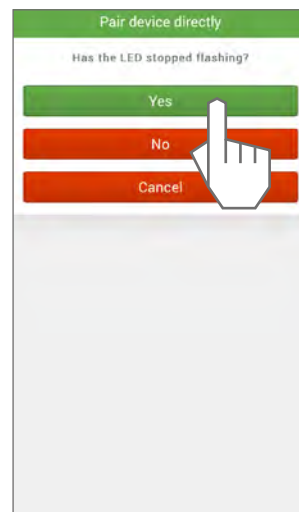 Pair device directly
Has the LED stopped flashing?
Yes
No
Cancel